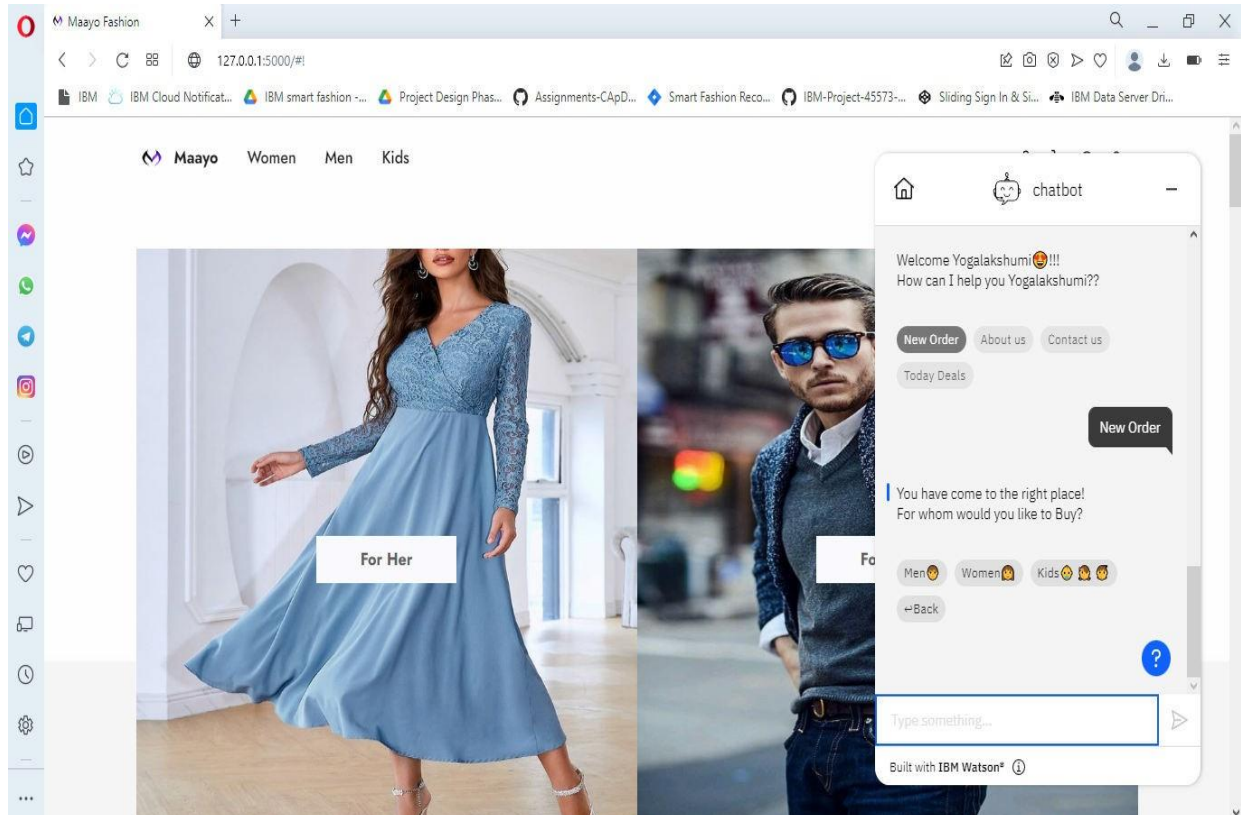 Maayo Fashion
127.0.0.1:5000/#!
IBM IBM Cloud Notificat... IBM smart fashion -... Project Design Phas... Assignments-CApD... Smart Fashion Reco... IBM-Project-45573-... Sliding Sign In & Si... IBM Data Server Dri...
Maayo Women Men Kids
chatbot
Welcome Yogalakshumi🤩!!!
How can I help you Yogalakshumi??
New Order About us Contact us
Today Deals
New Order
You have come to the right place!
For whom would you like to Buy?
For Her
Fo
Men👨 Women👩 Kids👶 👧 👦
↩Back
?
Type something...
Built with IBM Watson®